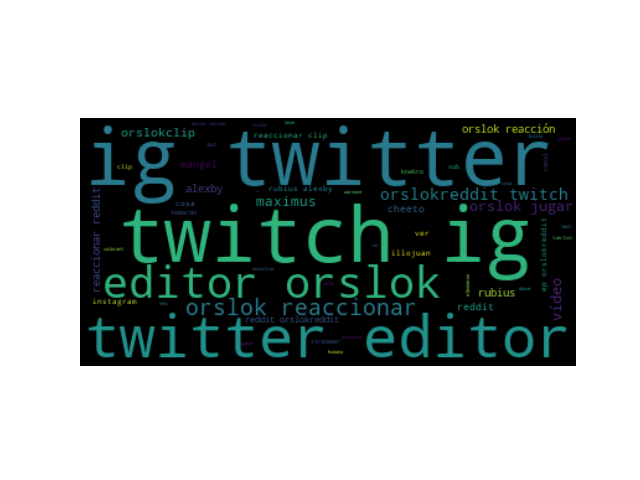 orslokclip
reaccionar clip
orslok reacción
ig twitter
clip
mangel
knekro
sub
alexby
rubius alexby
orslokreddit twitch
cosa
maximus
cheeto
orslok jugar
reaccionar reddit
twitch ig
ver
illojuan
ep orslokreddit
editor orslok
rubius
video
instagram
orslok reaccionar
reddit
reddit orslokreddit
twitter editor
streamer